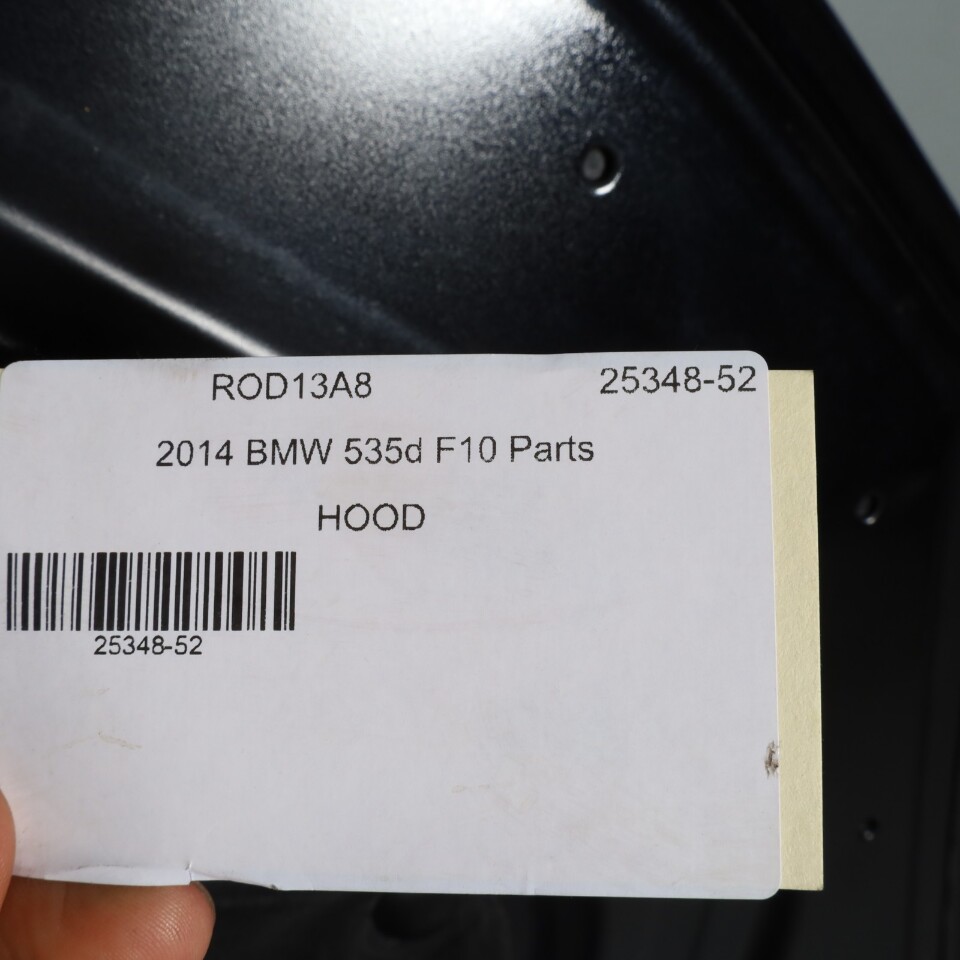 ROD13A8 25348-52
2014 BMW 535d F10 Parts
HOOD
25348-52